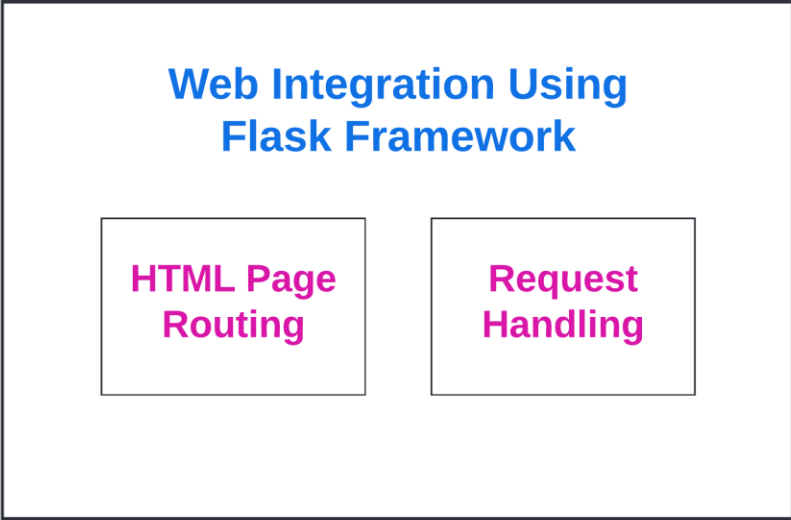 Web Integration Using
Flask Framework
HTML Page
Routing
Request
Handling